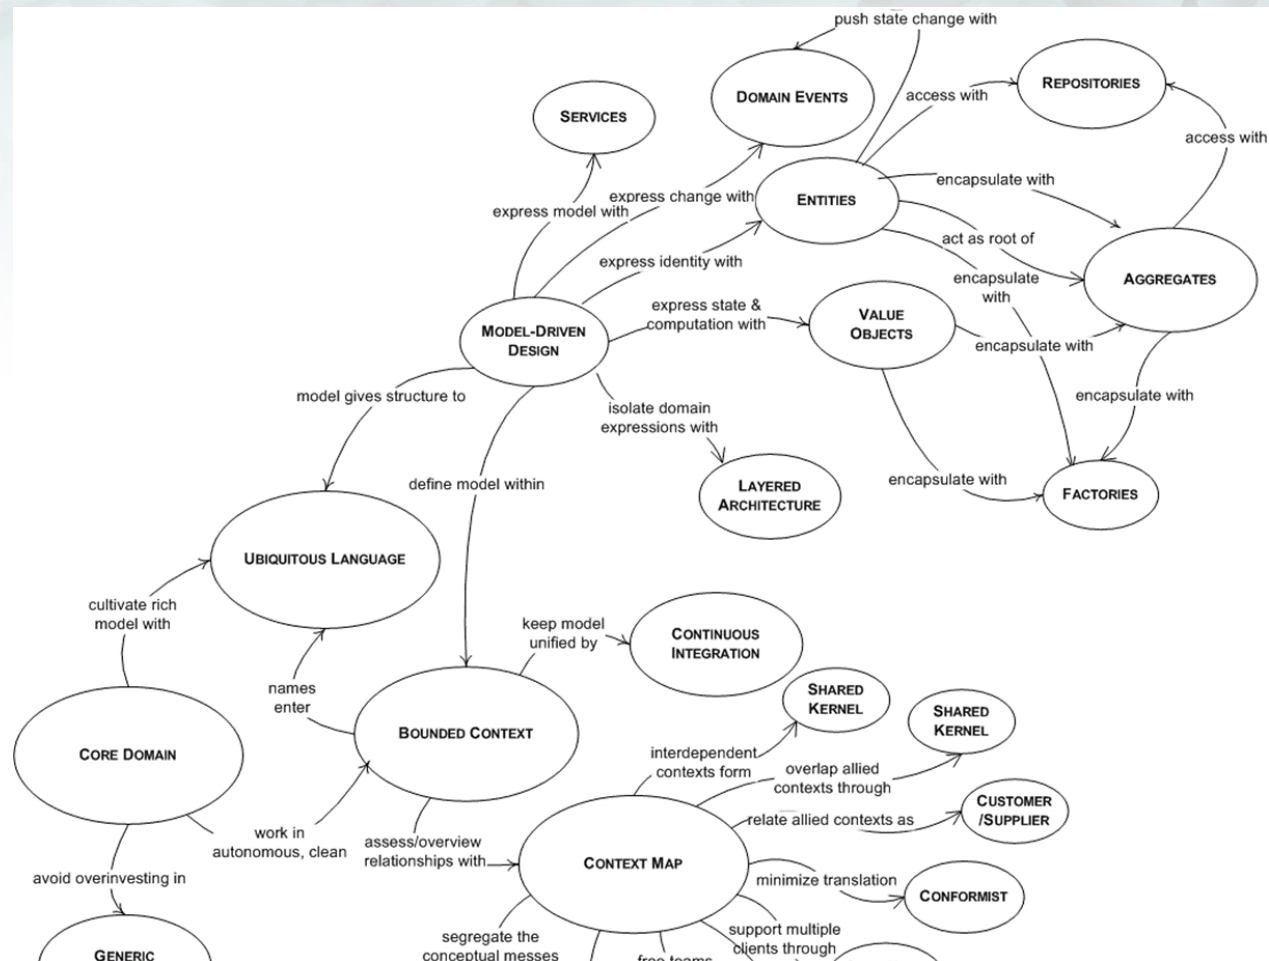 push state change with
DOMAIN EVENTS
REPOSITORIES
access with
SERVICES
access with
encapsulate with
express change with
ENTITIES
express model with
act as root of
express identity with
encapsulate
with
AGGREGATES
express state &
computation with
VALUE
OBJECTS
MODEL-DRIVEN
DESIGN
encapsulate with
model gives structure to
encapsulate with
isolate domain
expressions with
define model within
encapsulate with
LAYERED
ARCHITECTURE
FACTORIES
UBIQUITOUS LANGUAGE
cultivate rich
model with
keep model
unified by
CONTINUOUS
INTEGRATION
names
enter
SHARED
KERNEL
SHARED
KERNEL
BOUNDED CONTEXT
CORE DOMAIN
interdependent
contexts form
overlap allied
contexts through
CUSTOMER
/SUPPLIER
relate allied contexts as
work in
autonomous, clean
assess/overview
relationships with
CONTEXT MAP
avoid overinvesting in
minimize translation
CONFORMIST
support multiple
clients through
segregate the
conceptual messes
free teams
GENERIC